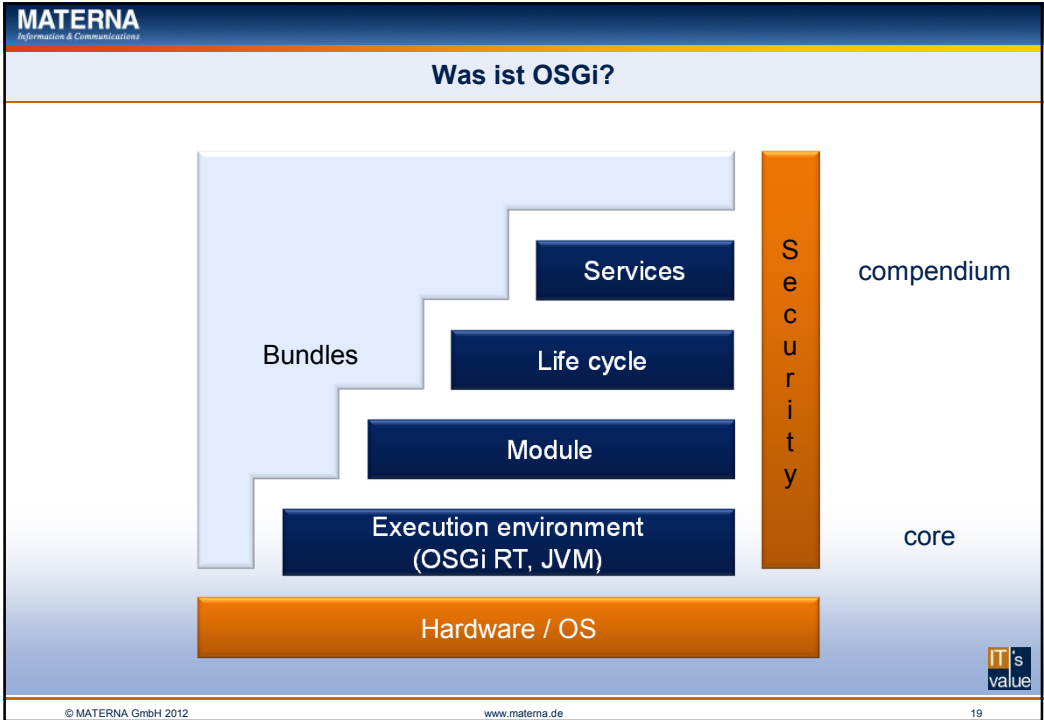 MATERNA
Information & Communications
Was ist OSGi?
Bundles
Services
Life cycle
Module
Execution environment
(OSGi RT, JVM)
Security
compendium
core
Hardware / OS
IT's
value
© MATERNA GmbH 2012
www.materna.de
19